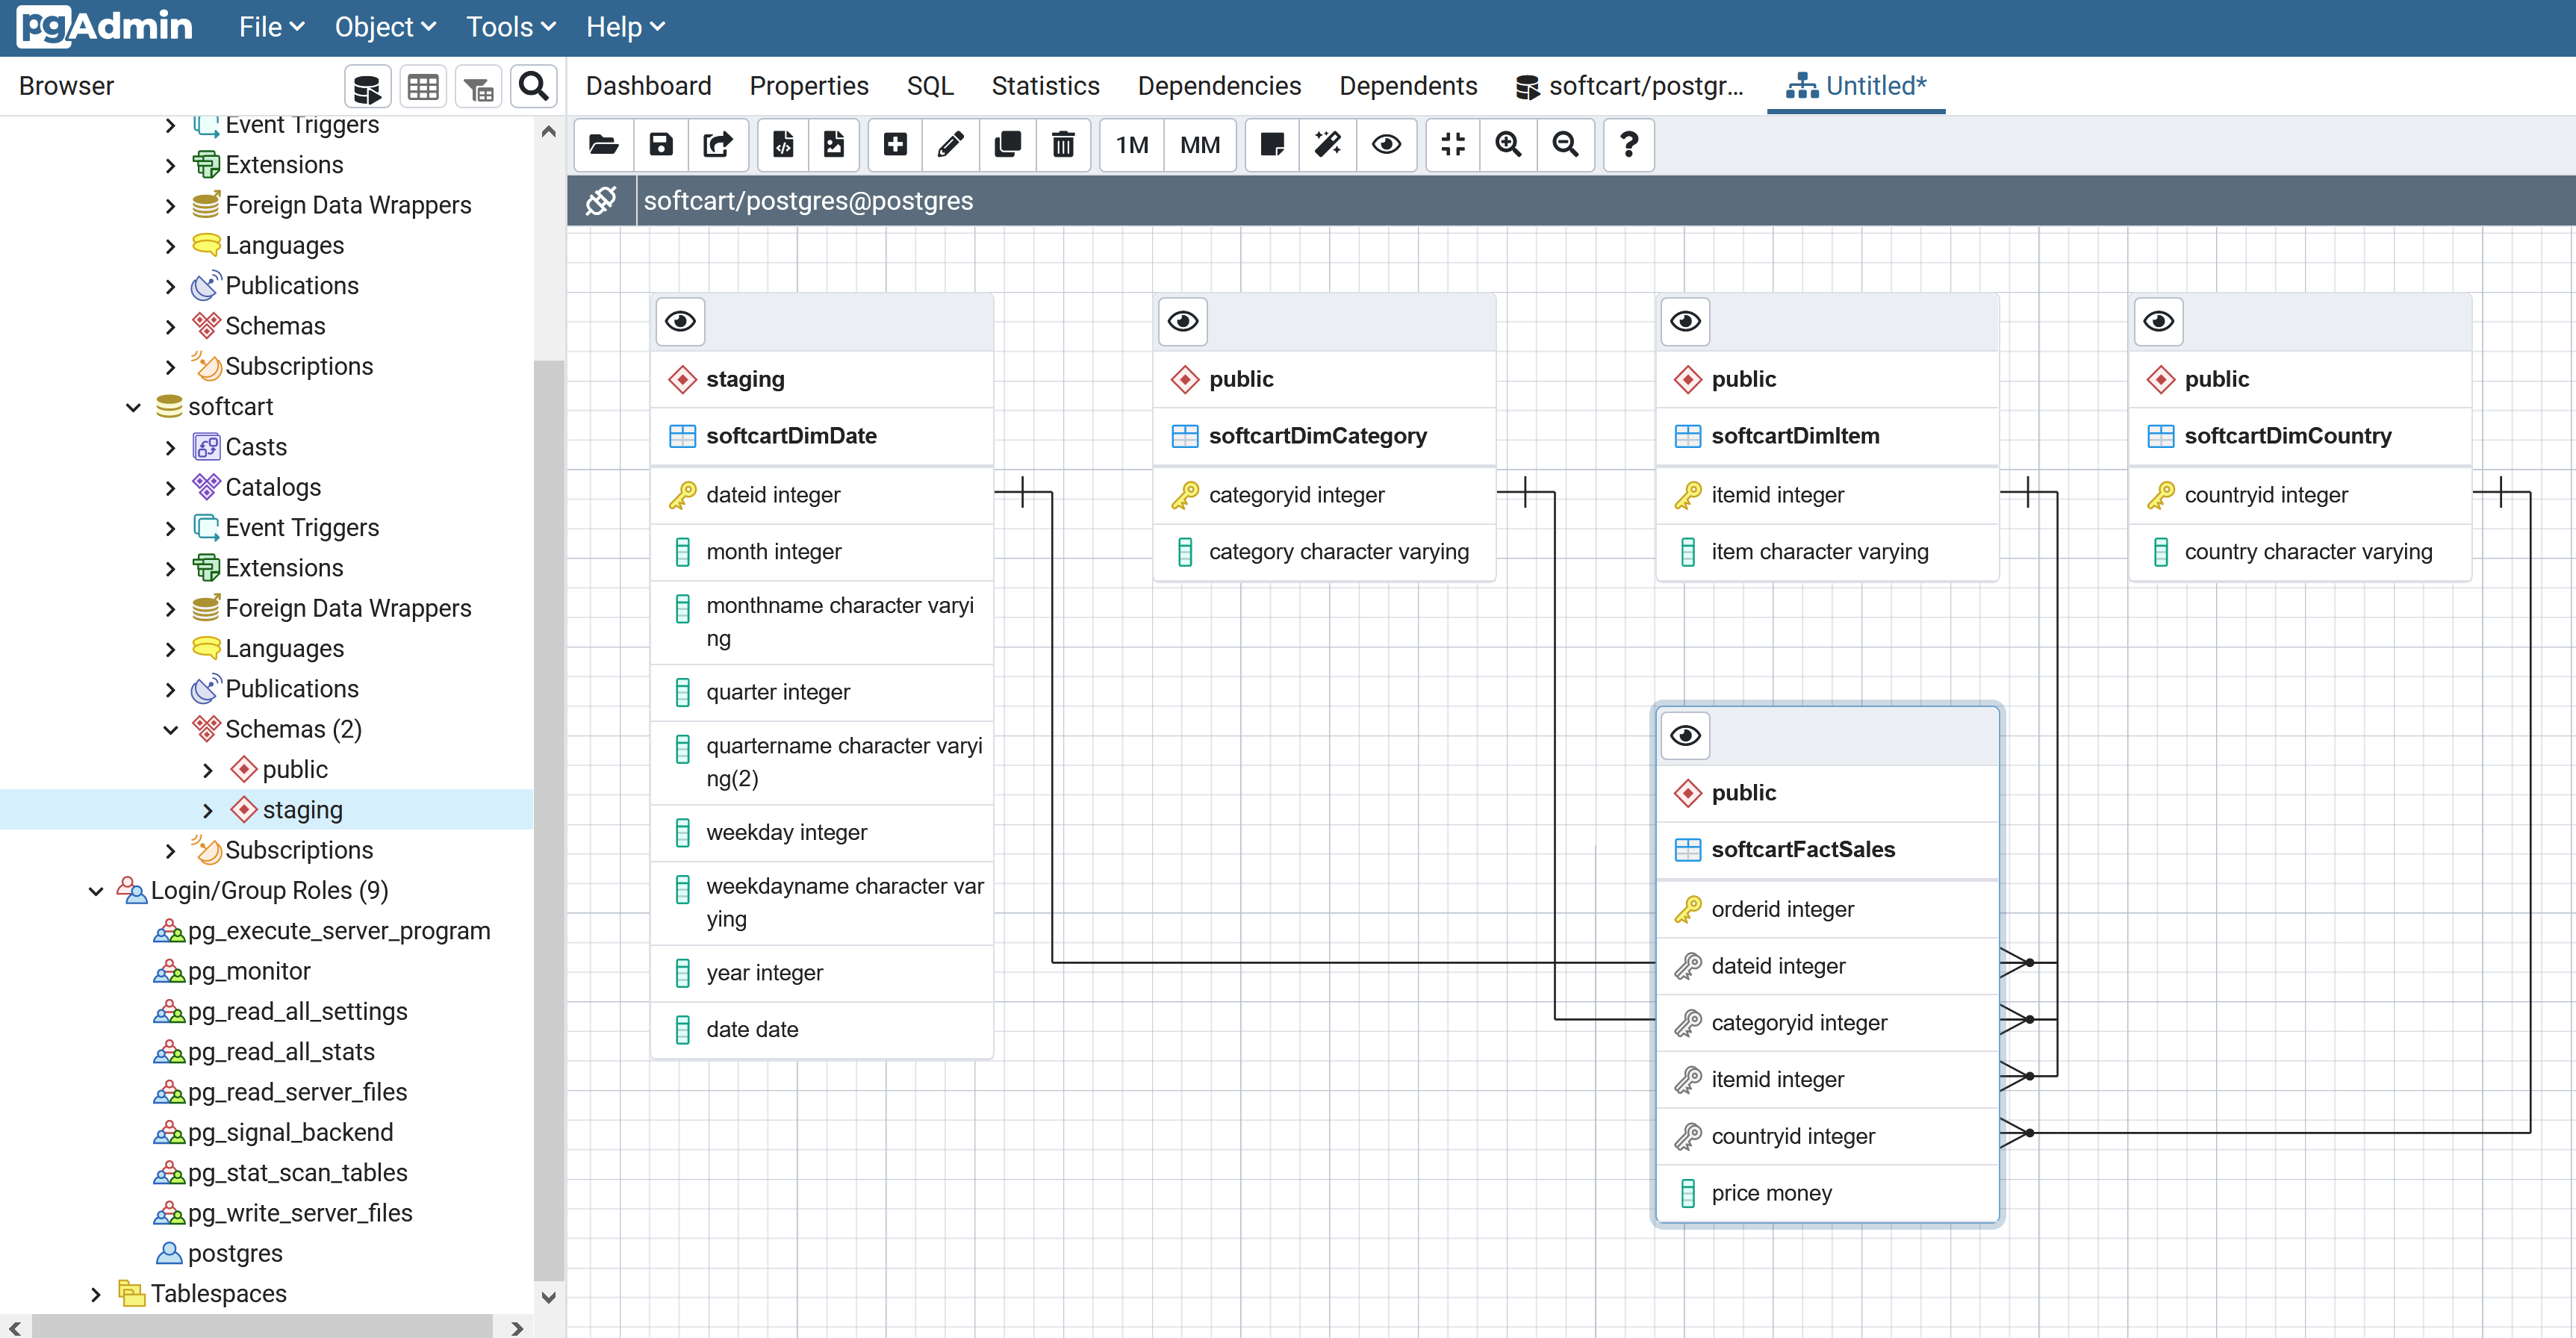 pgAdmin File Object Tools Help
Browser
Dashboard Properties SQL Statistics Dependencies Dependents softcart/postgr... Untitled*
1M MM ?
softcart/postgres@postgres
Event Triggers
Extensions
Foreign Data Wrappers
Languages
Publications
Schemas
Subscriptions
softcart
Casts
Catalogs
Event Triggers
Extensions
Foreign Data Wrappers
Languages
Publications
Schemas (2)
public
staging
Subscriptions
Login/Group Roles (9)
pg_execute_server_program
pg_monitor
pg_read_all_settings
pg_read_all_stats
pg_read_server_files
pg_signal_backend
pg_stat_scan_tables
pg_write_server_files
postgres
Tablespaces
staging
softcartDimDate
dateid integer
month integer
monthname character varyi
ng
quarter integer
quartername character varyi
ng(2)
weekday integer
weekdayname character var
ying
year integer
date date
public
softcartDimCategory
categoryid integer
category character varying
public
softcartDimItem
itemid integer
item character varying
public
softcartDimCountry
countryid integer
country character varying
public
softcartFactSales
orderid integer
dateid integer
categoryid integer
itemid integer
countryid integer
price money